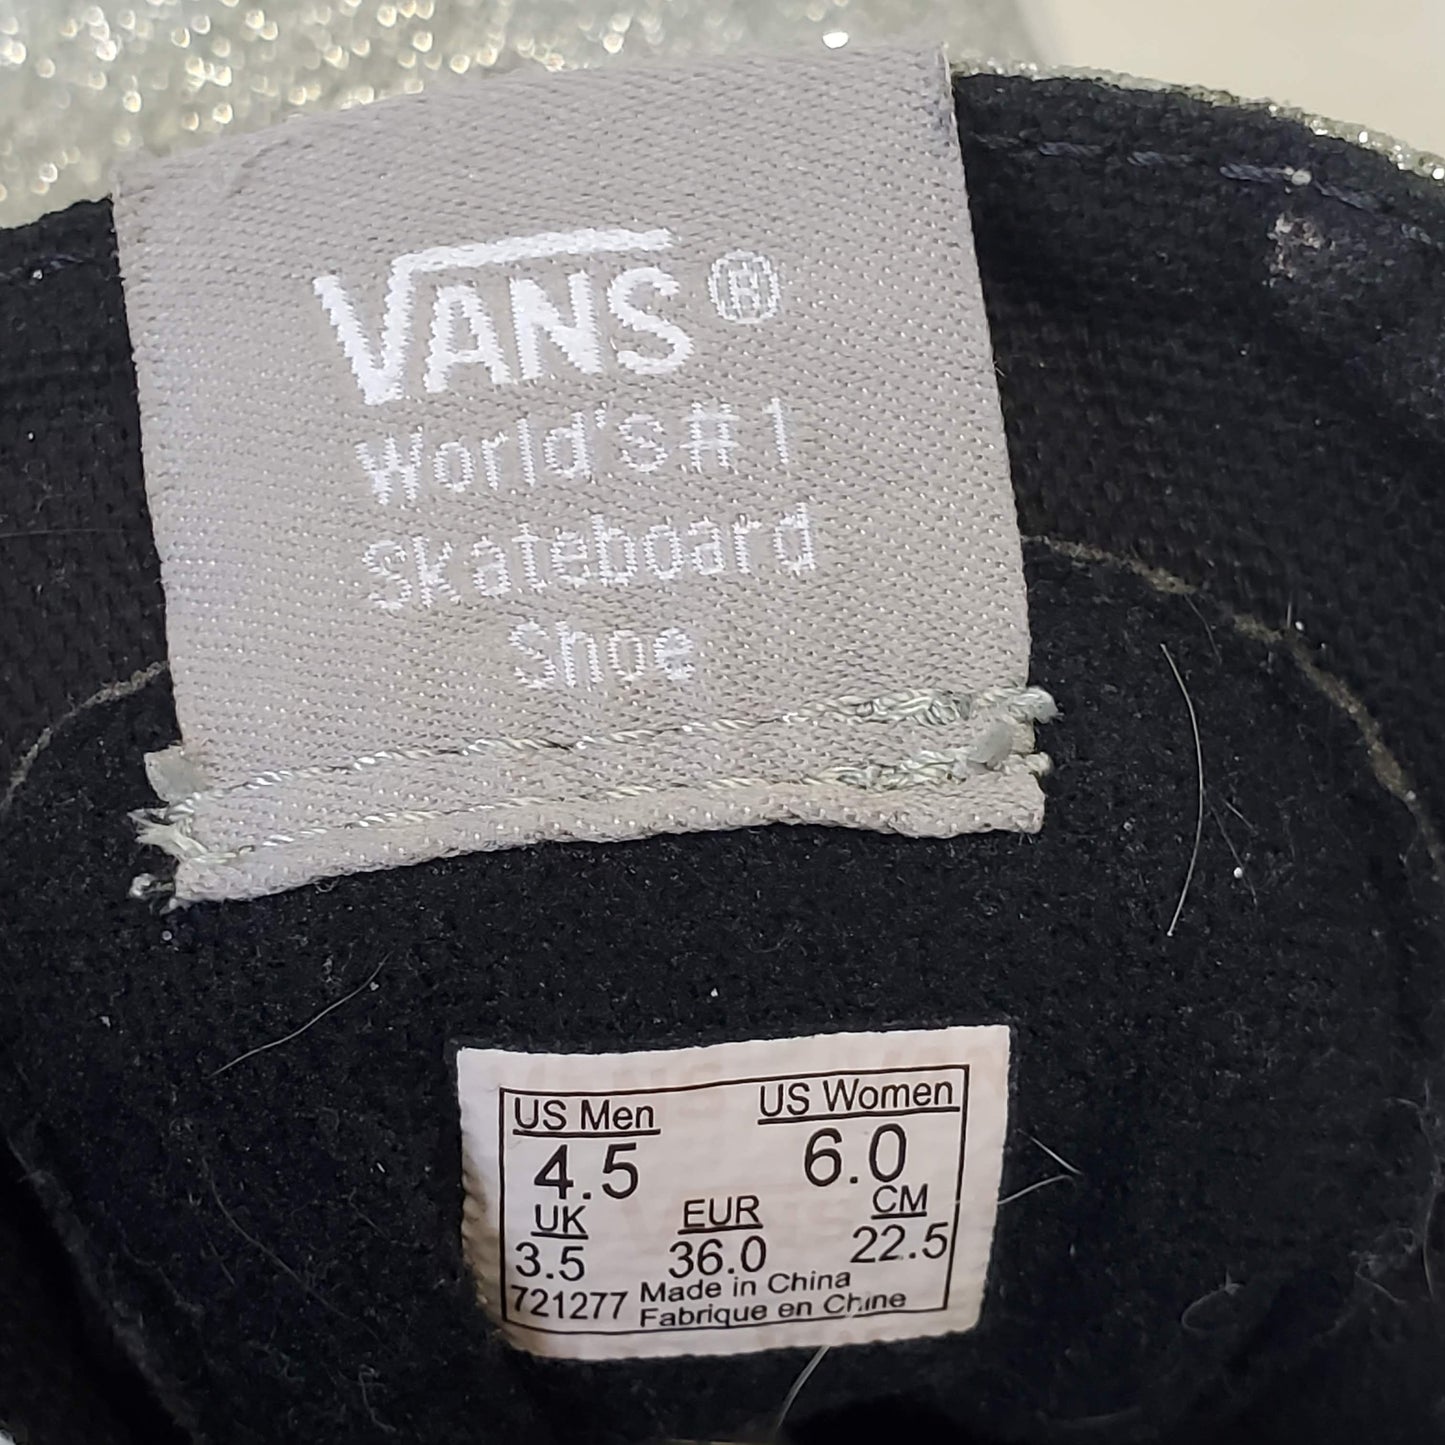 VANS ®
World's #1
Skateboard
Shoe
US Men US Women
4.5 6.0
UK EUR CM
3.5 36.0 22.5
721277 Made in China
Fabrique en Chine